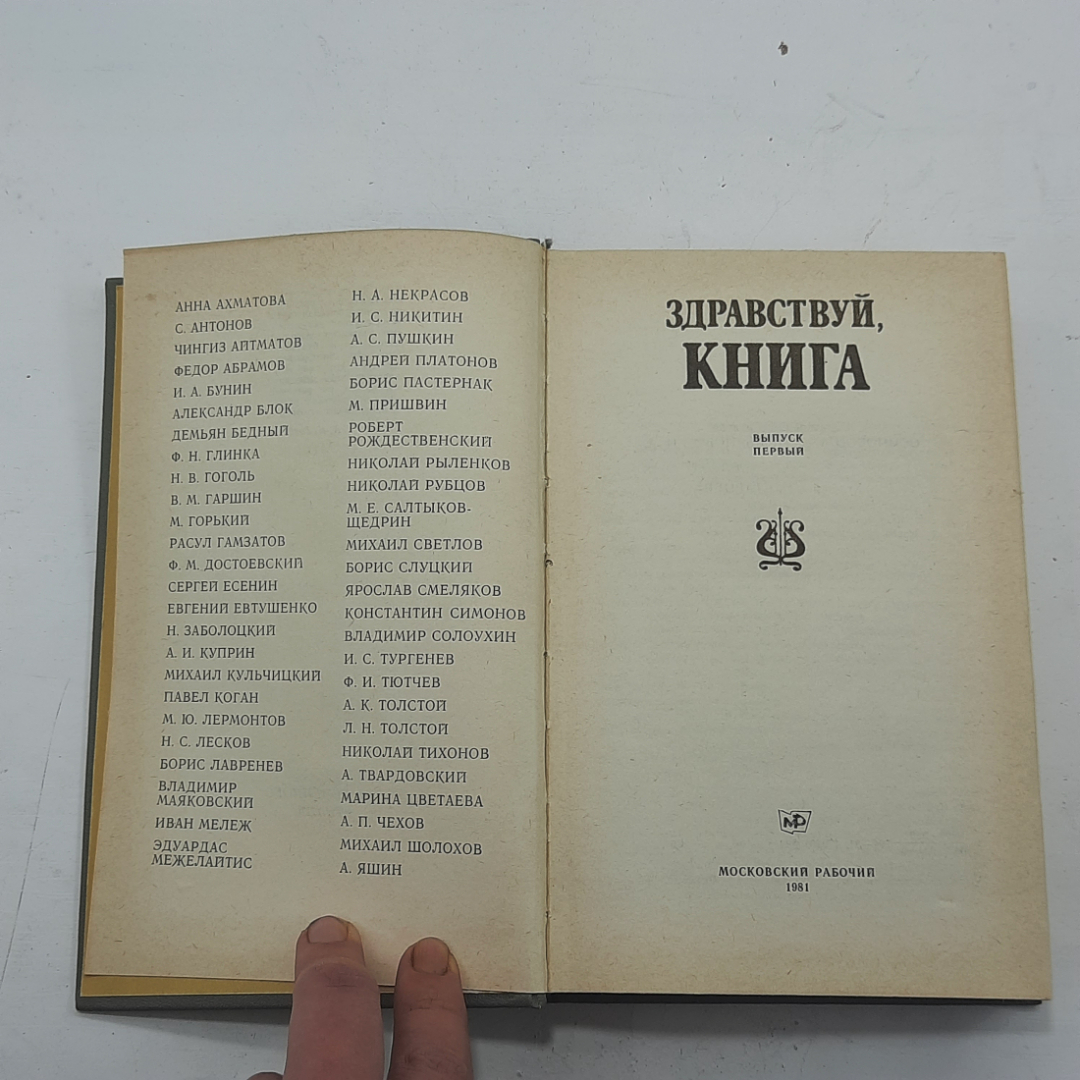 АННА АХМАТОВА
С. АНТОНОВ
ЧИНГИЗ АЙТМАТОВ
ФЕДОР АБРАМОВ
И. А. БУНИН
АЛЕКСАНДР БЛОК
ДЕМЬЯН БЕДНЫЙ
Ф. Н. ГЛИНКА
Н. В. ГОГОЛЬ
В. М. ГАРШИН
М. ГОРЬКИЙ
РАСУЛ ГАМЗАТОВ
Ф. М. ДОСТОЕВСКИЙ
СЕРГЕЙ ЕСЕНИН
ЕВГЕНИЙ ЕВТУШЕНКО
Н. ЗАБОЛОЦКИЙ
А. И. КУПРИН
МИХАИЛ КУЛЬЧИЦКИЙ
ПАВЕЛ КОГАН
М. Ю. ЛЕРМОНТОВ
Н. С. ЛЕСКОВ
БОРИС ЛАВРЕНЕВ
ВЛАДИМИР
МАЯКОВСКИЙ
ИВАН МЕЛЕЖ
ЭДУАРДАС
МЕЖЕЛАЙТИС
Н. А. НЕКРАСОВ
И. С. НИКИТИН
А. С. ПУШКИН
АНДРЕЙ ПЛАТОНОВ
БОРИС ПАСТЕРНАК
М. ПРИШВИН
РОБЕРТ
РОЖДЕСТВЕНСКИЙ
НИКОЛАЙ РЫЛЕНКОВ
НИКОЛАЙ РУБЦОВ
М. Е. САЛТЫКОВ-
ЩЕДРИН
МИХАИЛ СВЕТЛОВ
БОРИС СЛУЦКИЙ
ЯРОСЛАВ СМЕЛЯКОВ
КОНСТАНТИН СИМОНОВ
ВЛАДИМИР СОЛОУХИН
И. С. ТУРГЕНЕВ
Ф. И. ТЮТЧЕВ
А. К. ТОЛСТОЙ
Л. Н. ТОЛСТОЙ
НИКОЛАЙ ТИХОНОВ
А. ТВАРДОВСКИЙ
МАРИНА ЦВЕТАЕВА
А. П. ЧЕХОВ
МИХАИЛ ШОЛОХОВ
А. ЯШИН
ЗДРАВСТВУЙ,
КНИГА
ВЫПУСК
ПЕРВЫЙ
МР
МОСКОВСКИЙ РАБОЧИЙ
1981